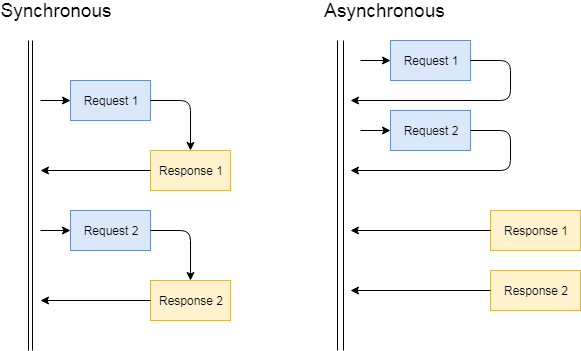 Synchronous
Request 1
Response 1
Request 2
Response 2
Asynchronous
Request 1
Request 2
Response 1
Response 2